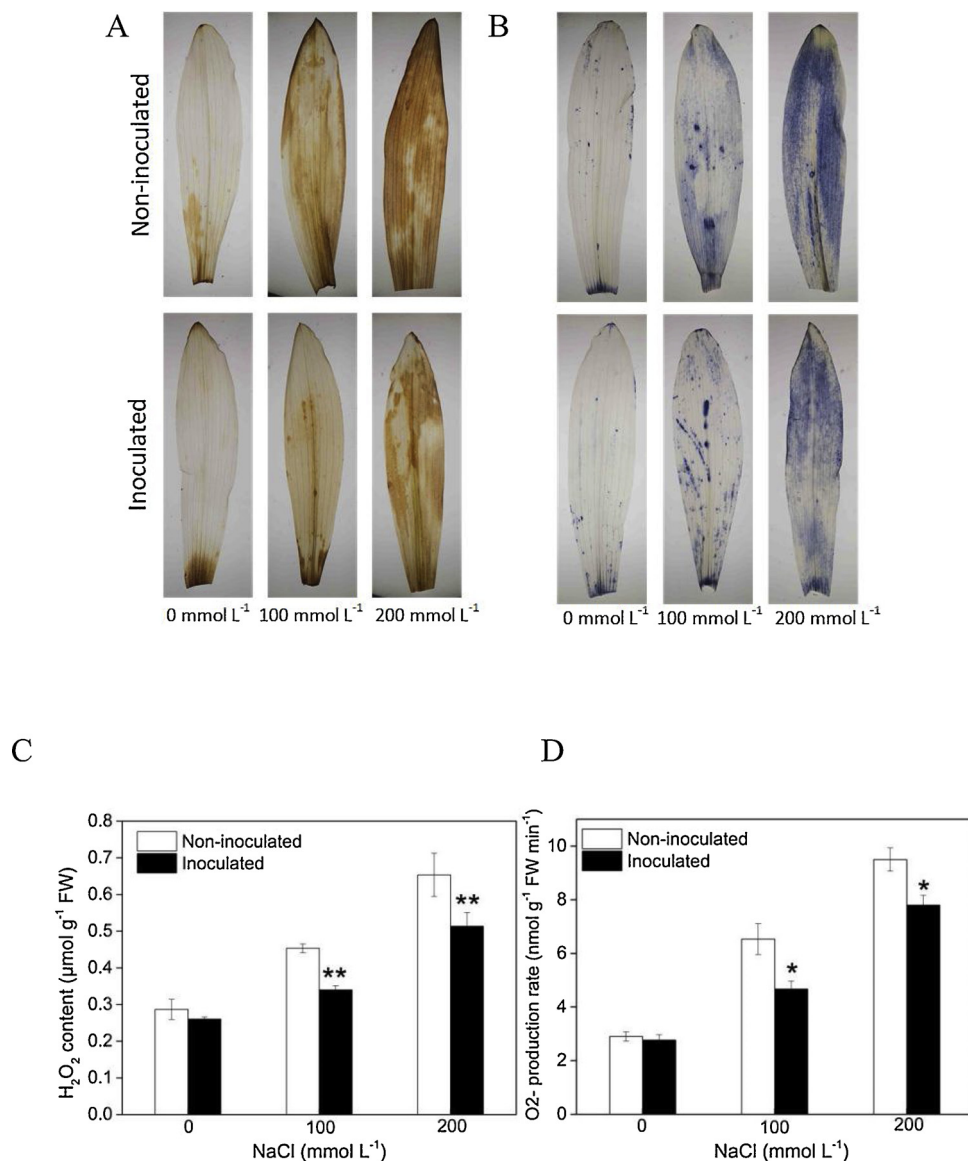 A
B
Non-inoculated
Inoculated
0 mmol L⁻¹
100 mmol L⁻¹
200 mmol L⁻¹
0 mmol L⁻¹
100 mmol L⁻¹
200 mmol L⁻¹
C
D
H₂O₂ content (µmol g⁻¹ FW)
0.8
0.7
0.6
0.5
0.4
0.3
0.2
0.1
0.0
Non-inoculated
Inoculated
**
**
0
100
200
NaCl (mmol L⁻¹)
O2- production rate (nmol g⁻¹ FW min⁻¹)
10
8
6
4
2
0
Non-inoculated
Inoculated
*
*
0
100
200
NaCl (mmol L⁻¹)